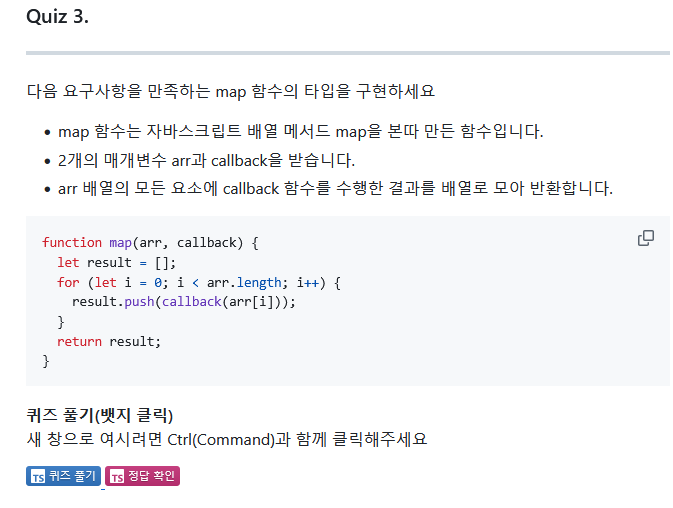 Quiz 3.
다음 요구사항을 만족하는 map 함수의 타입을 구현하세요
• map 함수는 자바스크립트 배열 메서드 map을 본따 만든 함수입니다.
• 2개의 매개변수 arr과 callback을 받습니다.
• arr 배열의 모든 요소에 callback 함수를 수행한 결과를 배열로 모아 반환합니다.
function map(arr, callback) {
  let result = [];
  for (let i = 0; i < arr.length; i++) {
    result.push(callback(arr[i]));
  }
  return result;
}
퀴즈 풀기(뱃지 클릭)
새 창으로 여시려면 Ctrl(Command)과 함께 클릭해주세요
TS 퀴즈 풀기 TS 정답 확인